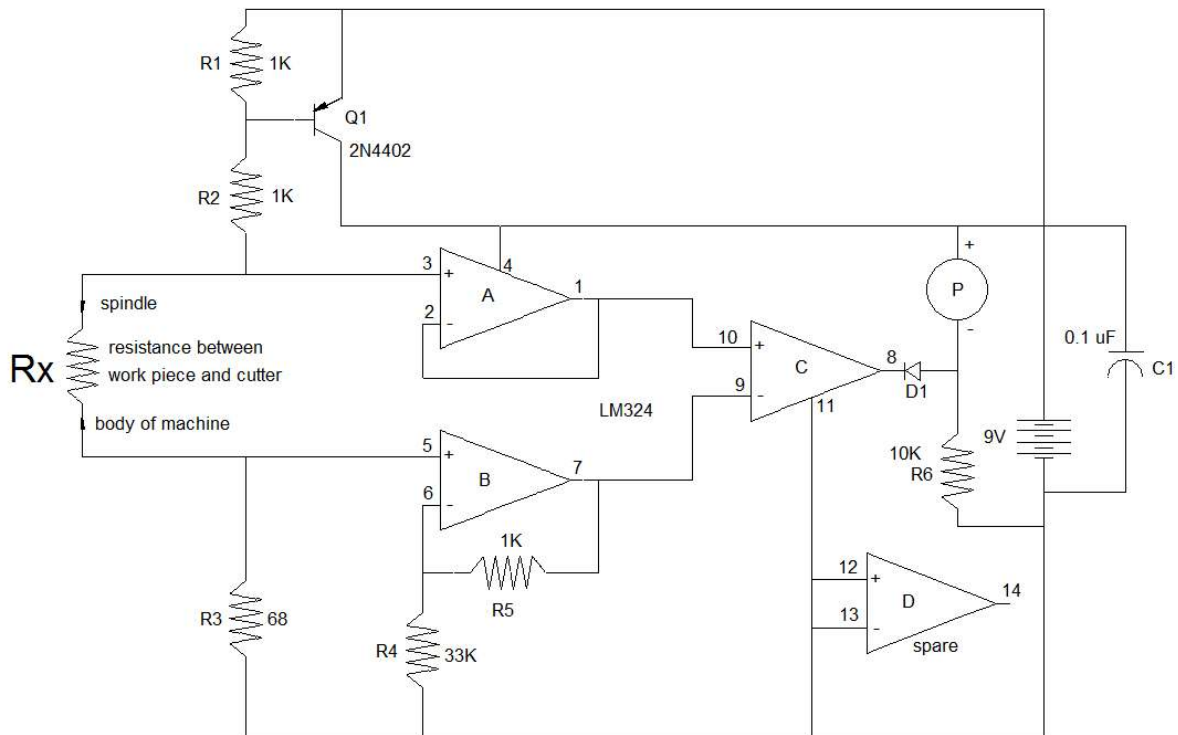 R1 1K
Q1
2N4402
R2 1K
3 +
4
1
A
2 -
+
P
-
spindle
Rx
resistance between
work piece and cutter
body of machine
10 +
8
C
9 -
11
D1
0.1 uF
C1
LM324
5 +
7
B
6 -
9V
10K
R6
1K
R5
12 +
14
D
13 -
spare
R3 68
R4 33K